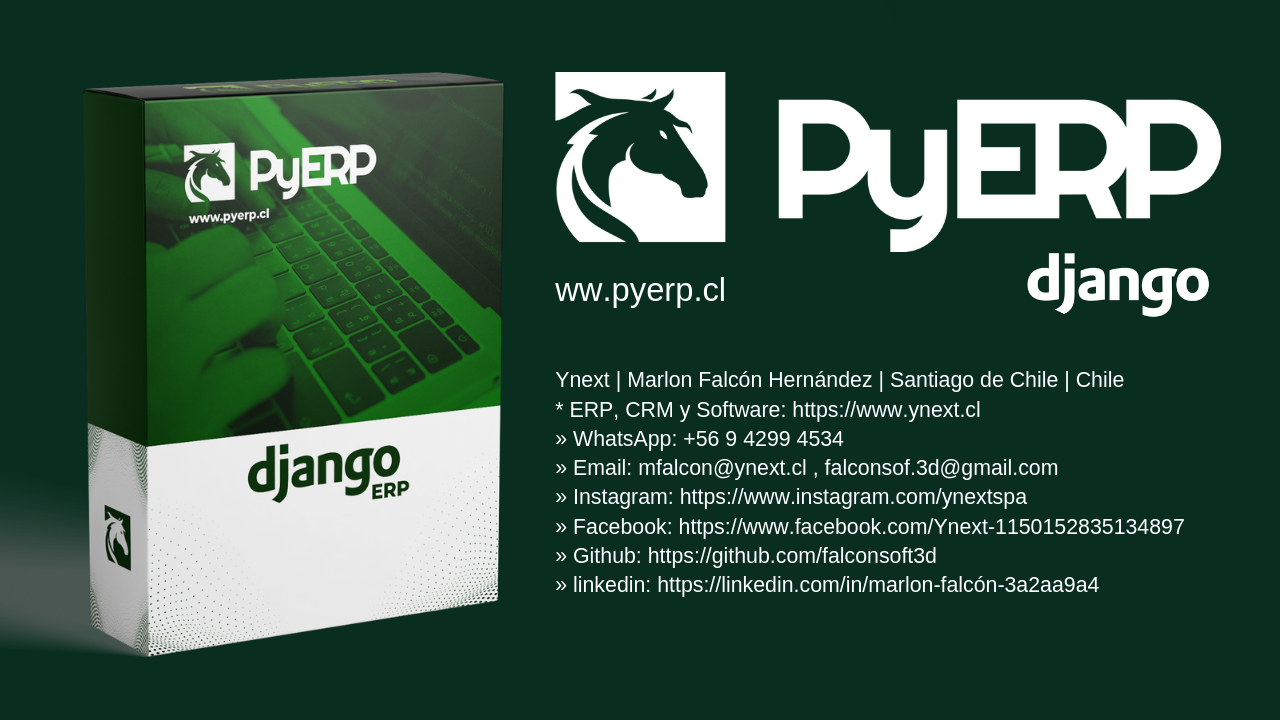 PyERP
www.pyerp.cl
django
ERP
PyERP
django
ww.pyerp.cl
Ynext | Marlon Falcón Hernández | Santiago de Chile | Chile
* ERP, CRM y Software: https://www.ynext.cl
» WhatsApp: +56 9 4299 4534
» Email: mfalcon@ynext.cl , falconsof.3d@gmail.com
» Instagram: https://www.instagram.com/ynextspa
» Facebook: https://www.facebook.com/Ynext-1150152835134897
» Github: https://github.com/falconsoft3d
» linkedin: https://linkedin.com/in/marlon-falcón-3a2aa9a4